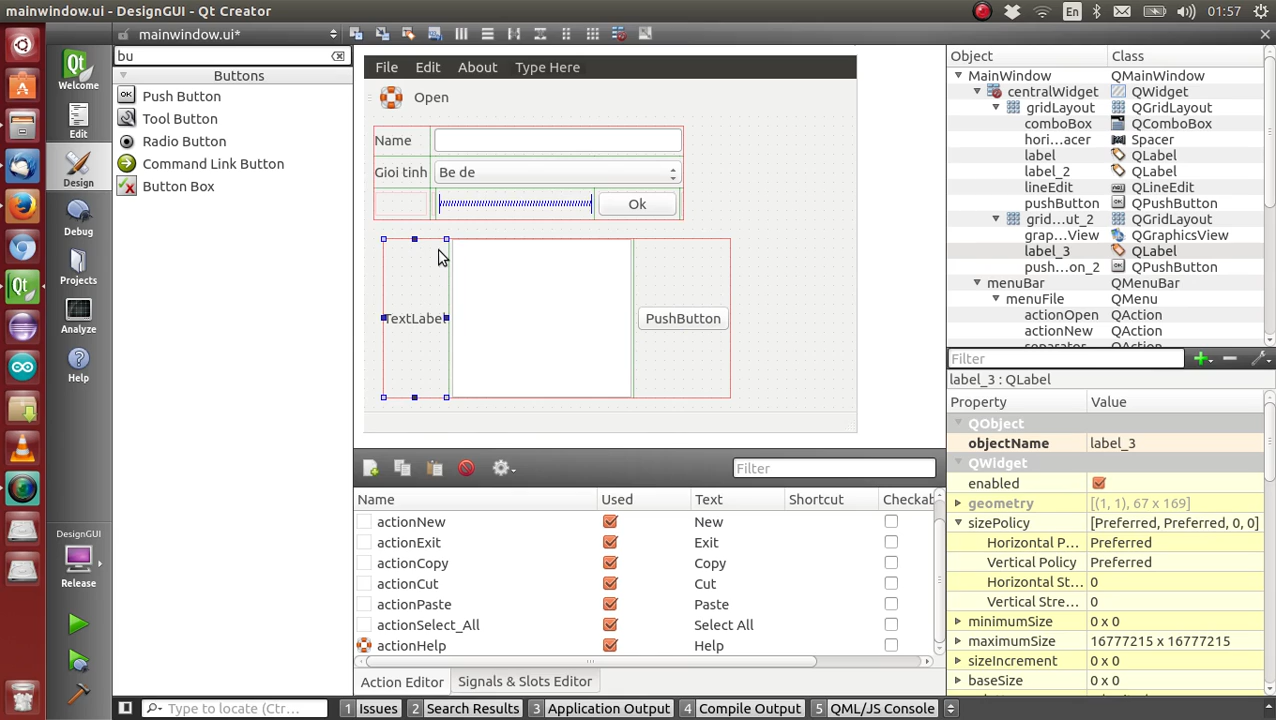 mainwindow.ui - DesignGUI - Qt Creator
En
01:57
mainwindow.ui*
bu
Buttons
OK Push Button
Tool Button
Radio Button
Command Link Button
Button Box
Qt
Welcome
Edit
Design
Debug
Projects
Analyze
Help
DesignGUI
Release
File Edit About Type Here
Open
Name
Gioi tinh
Be de
Ok
TextLabel
PushButton
Object Class
MainWindow QMainWindow
centralWidget QWidget
gridLayout QGridLayout
comboBox QComboBox
hori...acer Spacer
label QLabel
label_2 QLabel
lineEdit QLineEdit
pushButton QPushButton
grid...ut_2 QGridLayout
grap...View QGraphicsView
label_3 QLabel
push...on_2 QPushButton
menuBar QMenuBar
menuFile QMenu
actionOpen QAction
actionNew QAction
Filter
label_3 : QLabel
Property Value
QObject
objectName label_3
QWidget
enabled
geometry [(1, 1), 67 x 169]
sizePolicy [Preferred, Preferred, 0, 0]
Horizontal P... Preferred
Vertical Policy Preferred
Horizontal St... 0
Vertical Stre... 0
minimumSize 0 x 0
maximumSize 16777215 x 16777215
sizeIncrement 0 x 0
baseSize 0 x 0
Filter
Name Used Text Shortcut Checkab
actionNew New
actionExit Exit
actionCopy Copy
actionCut Cut
actionPaste Paste
actionSelect_All Select All
actionHelp Help
Action Editor Signals & Slots Editor
Type to locate (Ctrl... 1 Issues 2 Search Results 3 Application Output 4 Compile Output 5 QML/JS Console